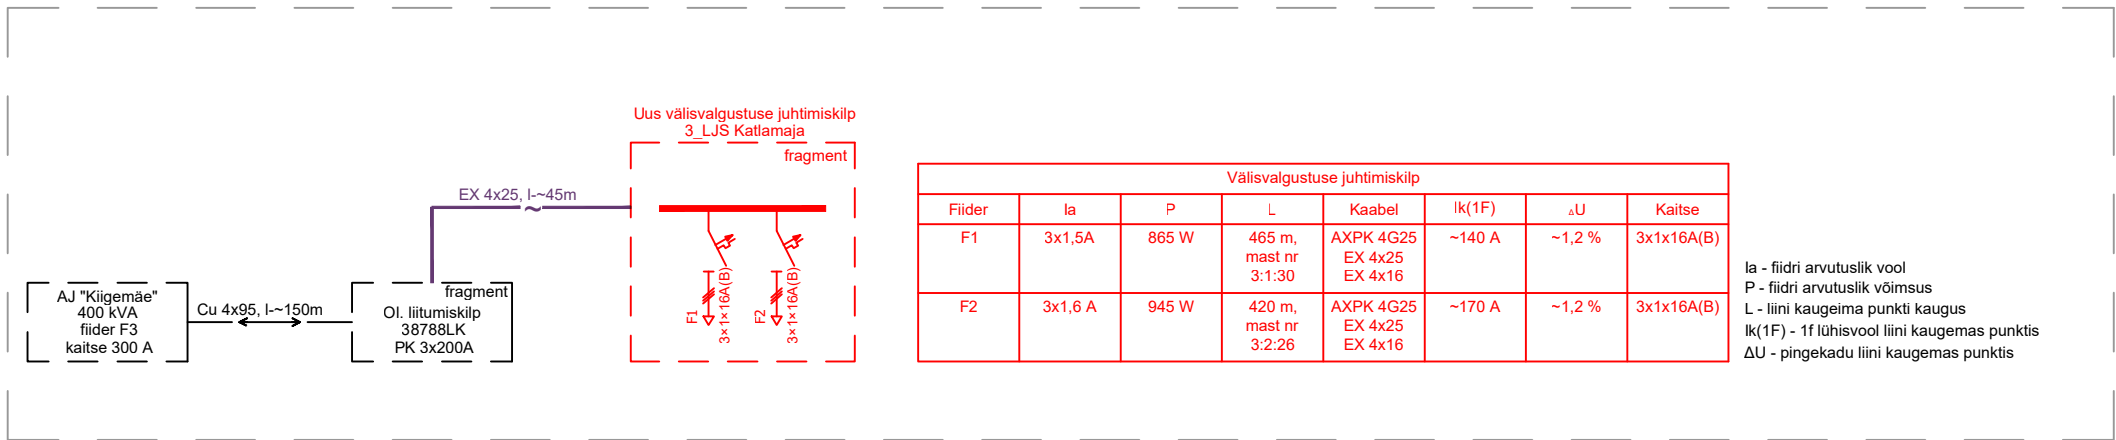 Uus välisvalgustuse juhtimiskilp
3_LJS Katlamaja
fragment
EX 4x25, l-~45m
F1
3×1×16A(B)
F2
3×1×16A(B)
AJ "Kiigemäe"
400 kVA
fiider F3
kaitse 300 A
Cu 4x95, l-~150m
fragment
Ol. liitumiskilp
38788LK
PK 3x200A
Välisvalgustuse juhtimiskilp
Fiider Ia P L Kaabel Ik(1F) ΔU Kaitse
F1 3x1,5A 865 W 465 m, AXPK 4G25 ~140 A ~1,2 % 3x1x16A(B)
mast nr EX 4x25
3:1:30 EX 4x16
F2 3x1,6 A 945 W 420 m, AXPK 4G25 ~170 A ~1,2 % 3x1x16A(B)
mast nr EX 4x25
3:2:26 EX 4x16
Ia - fiidri arvutuslik vool
P - fiidri arvutuslik võimsus
L - liini kaugeima punkti kaugus
Ik(1F) - 1f lühisvool liini kaugemas punktis
ΔU - pingekadu liini kaugemas punktis